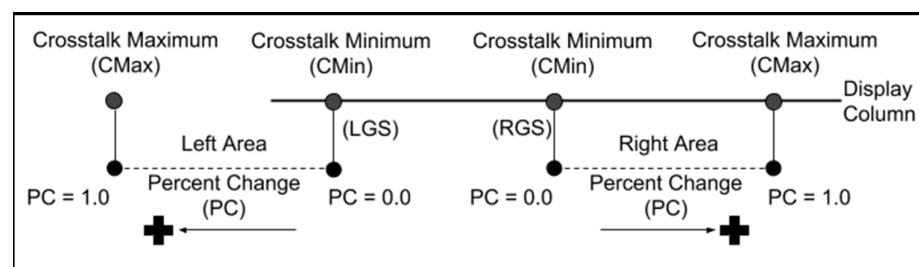 Crosstalk Maximum
(CMax)
Crosstalk Minimum
(CMin)
Crosstalk Minimum
(CMin)
Crosstalk Maximum
(CMax)
Display
Column
(LGS)
(RGS)
Left Area
Right Area
PC = 1.0
Percent Change
(PC)
PC = 0.0
PC = 0.0
Percent Change
(PC)
PC = 1.0